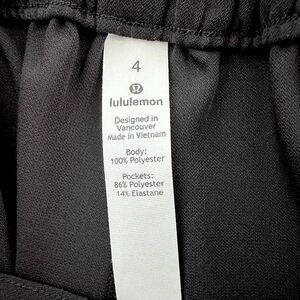 4
lululemon
Designed in
Vancouver
Made in Vietnam
Body:
100% Polyester
Pockets:
86% Polyester
14% Elastane